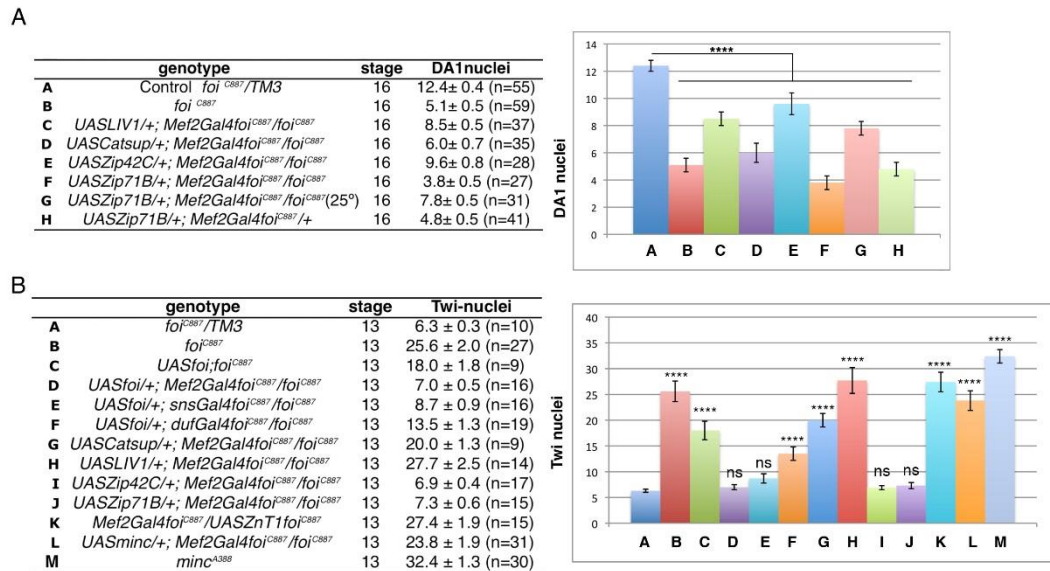 A
genotype stage DA1nuclei
A Control foi C887/TM3 16 12.4± 0.4 (n=55)
B foi C887 16 5.1± 0.5 (n=59)
C UASLIV1/+; Mef2Gal4foiC887/foiC887 16 8.5± 0.5 (n=37)
D UASCatsup/+; Mef2Gal4foiC887/foiC887 16 6.0± 0.7 (n=35)
E UASZip42C/+; Mef2Gal4foiC887/foiC887 16 9.6± 0.8 (n=28)
F UASZip71B/+; Mef2Gal4foiC887/foiC887 16 3.8± 0.5 (n=27)
G UASZip71B/+; Mef2Gal4foiC887/foiC887(25º) 16 7.8± 0.5 (n=31)
H UASZip71B/+; Mef2Gal4foiC887/+ 16 4.8± 0.5 (n=41)
DA1 nuclei
14
12
10
8
6
4
2
0
****
A B C D E F G H
B
genotype stage Twi-nuclei
A foiC887/TM3 13 6.3 ± 0.3 (n=10)
B foiC887 13 25.6 ± 2.0 (n=27)
C UASfoi;foiC887 13 18.0 ± 1.8 (n=9)
D UASfoi/+; Mef2Gal4foiC887/foiC887 13 7.0 ± 0.5 (n=16)
E UASfoi/+; snsGal4foiC887/foiC887 13 8.7 ± 0.9 (n=16)
F UASfoi/+; dufGal4foiC887/foiC887 13 13.5 ± 1.3 (n=19)
G UASCatsup/+; Mef2Gal4foiC887/foiC887 13 20.0 ± 1.3 (n=9)
H UASLIV1/+; Mef2Gal4foiC887/foiC887 13 27.7 ± 2.5 (n=14)
I UASZip42C/+; Mef2Gal4foiC887/foiC887 13 6.9 ± 0.4 (n=17)
J UASZip71B/+; Mef2Gal4foiC887/foiC887 13 7.3 ± 0.6 (n=15)
K Mef2Gal4foiC887/UASZnT1foiC887 13 27.4 ± 1.9 (n=15)
L UASminc/+; Mef2Gal4foiC887/foiC887 13 23.8 ± 1.9 (n=31)
M mincA388 13 32.4 ± 1.3 (n=30)
Twi nuclei
40
35
30
25
20
15
10
5
0
**** **** ns ns **** **** **** ns ns **** **** ****
A B C D E F G H I J K L M